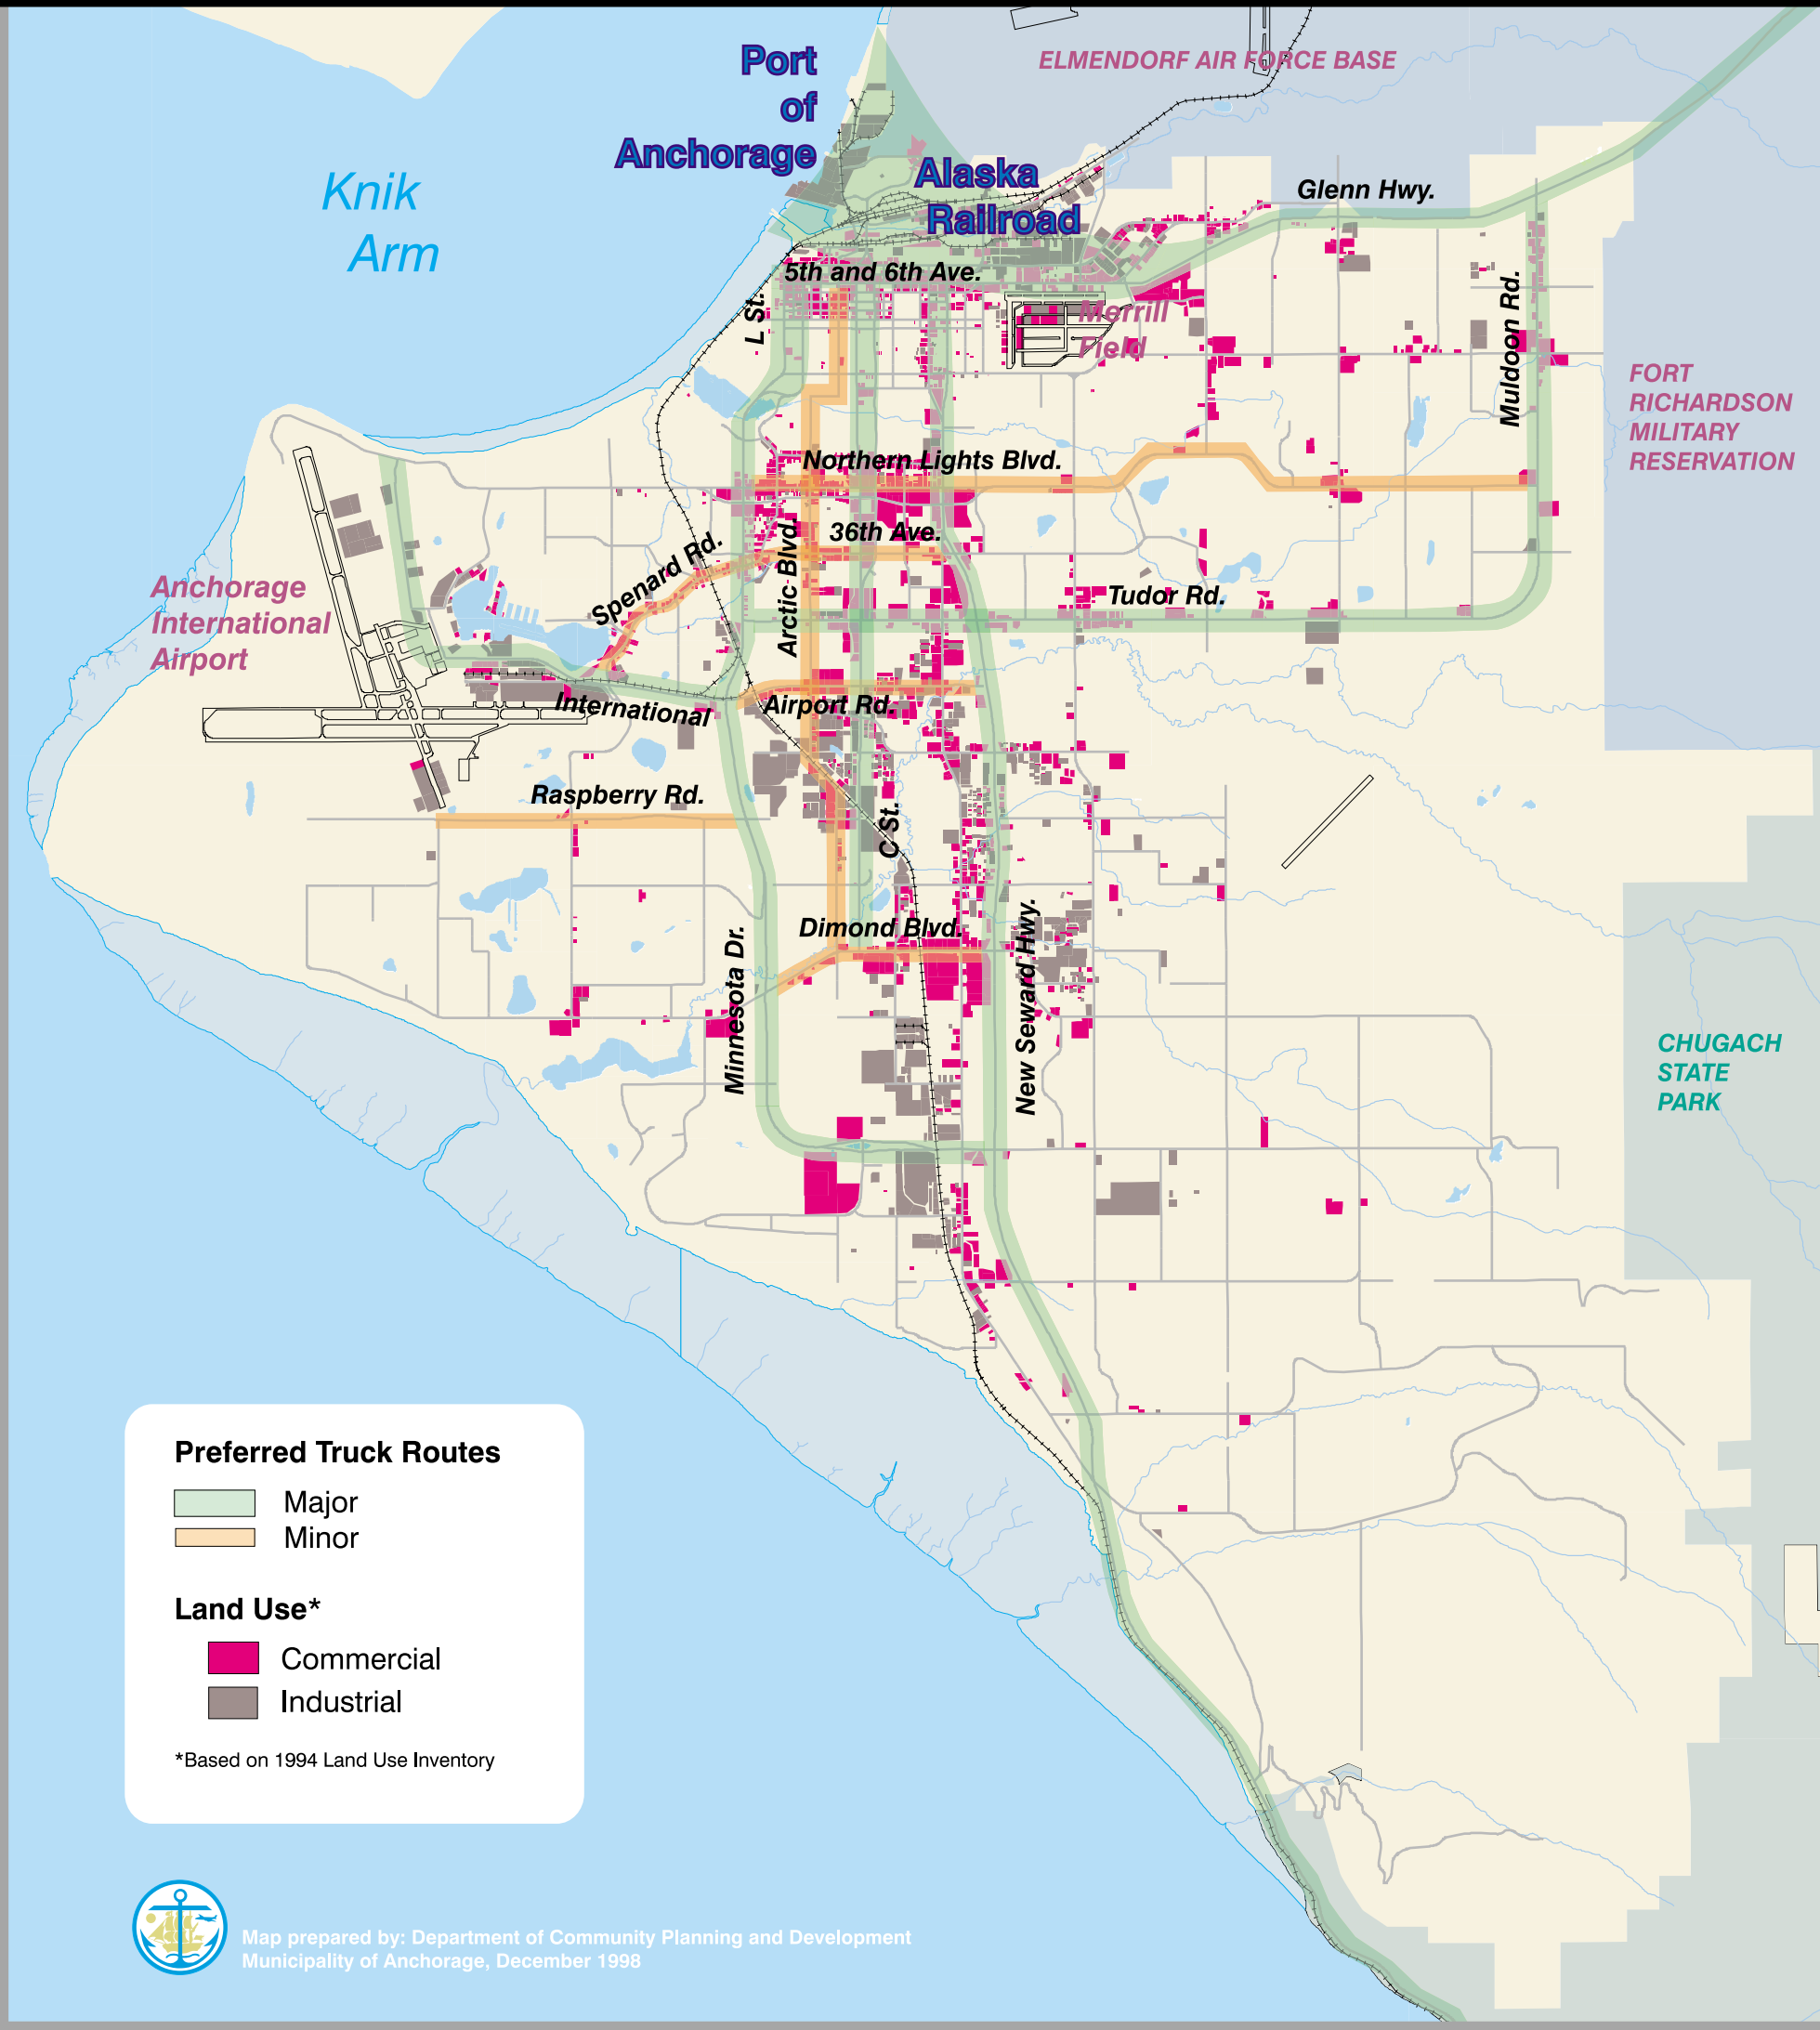 Port
of
Anchorage
ELMENDORF AIR FORCE BASE
Knik
Arm
Alaska
Railroad
Glenn Hwy.
5th and 6th Ave.
L St.
Merrill
Field
Muldoon Rd.
FORT
RICHARDSON
MILITARY
RESERVATION
Northern Lights Blvd.
36th Ave.
Spenard Rd.
Arctic Blvd.
Tudor Rd.
Anchorage
International
Airport
International
Airport Rd.
Raspberry Rd.
C St.
Dimond Blvd.
Minnesota Dr.
New Seward Hwy.
CHUGACH
STATE
PARK
Preferred Truck Routes
Major
Minor
Land Use*
Commercial
Industrial
*Based on 1994 Land Use Inventory
Map prepared by: Department of Community Planning and Development
Municipality of Anchorage, December 1998